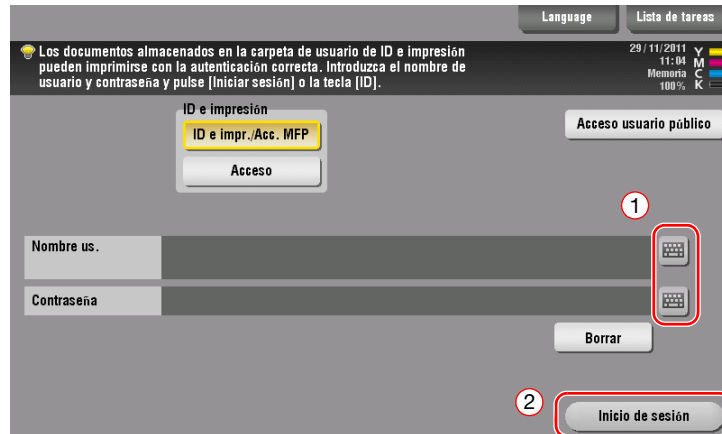 Language
Lista de tareas
Los documentos almacenados en la carpeta de usuario de ID e impresión
pueden imprimirse con la autenticación correcta. Introduzca el nombre de
usuario y contraseña y pulse [Iniciar sesión] o la tecla [ID].
29/11/2011
11:04
Memoria
100%
Y
M
C
K
ID e impresión
ID e impr./Acc. MFP
Acceso usuario público
Acceso
1
Nombre us.
Contraseña
Borrar
2
Inicio de sesión